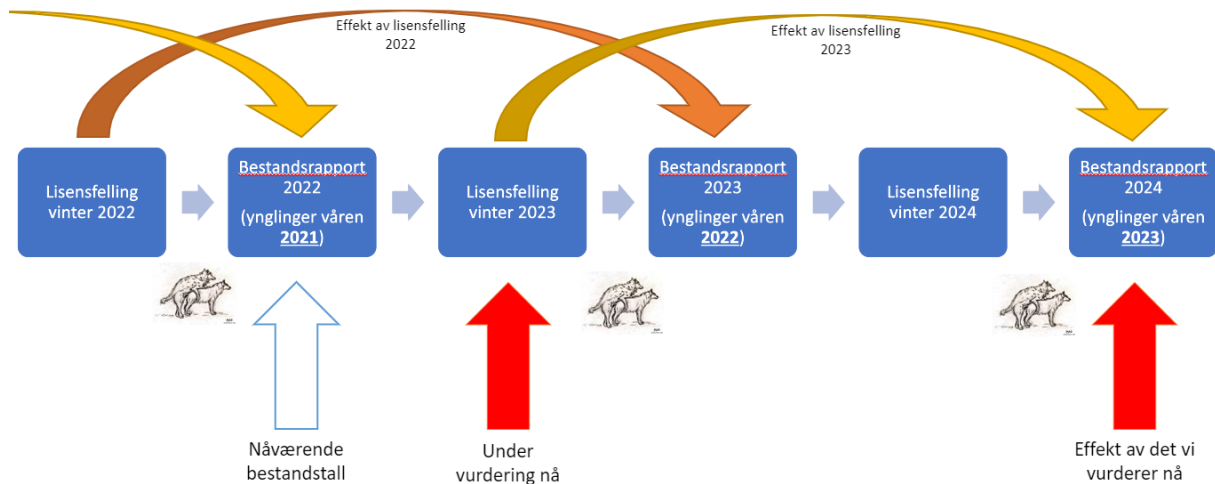 Effekt av lisensfelling
2022
Effekt av lisensfelling
2023
Lisensfelling
vinter 2022
Bestandsrapport
2022
(ynglinger våren
2021)
Lisensfelling
vinter 2023
Bestandsrapport
2023
(ynglinger våren
2022)
Lisensfelling
vinter 2024
Bestandsrapport
2024
(ynglinger våren
2023)
Nåværende
bestandstall
Under
vurdering nå
Effekt av det vi
vurderer nå